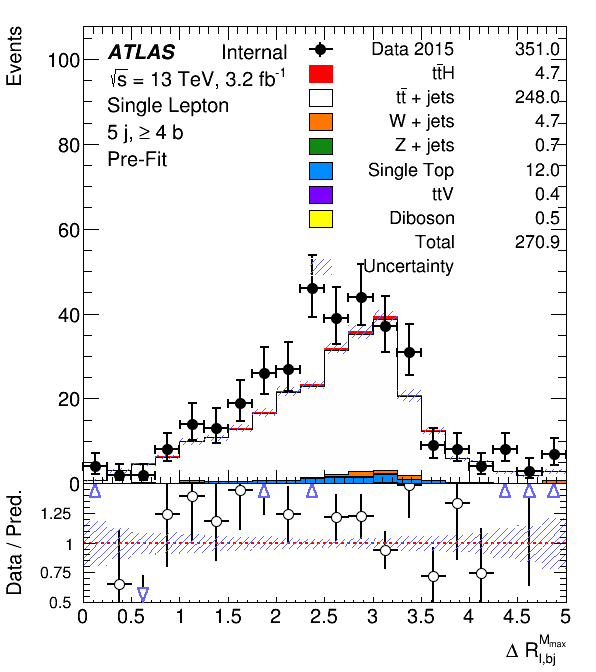 Events
100
80
60
40
20
0
ATLAS Internal
√s = 13 TeV, 3.2 fb⁻¹
Single Lepton
5 j, ≥ 4 b
Pre-Fit
Data 2015 351.0
tt̄H 4.7
tt̄ + jets 248.0
W + jets 4.7
Z + jets 0.7
Single Top 12.0
ttV 0.4
Diboson 0.5
Total 270.9
Uncertainty
Data / Pred.
1.25
1
0.75
0.5
0 0.5 1 1.5 2 2.5 3 3.5 4 4.5 5
Δ R_{l,bj}^{M_{max}}